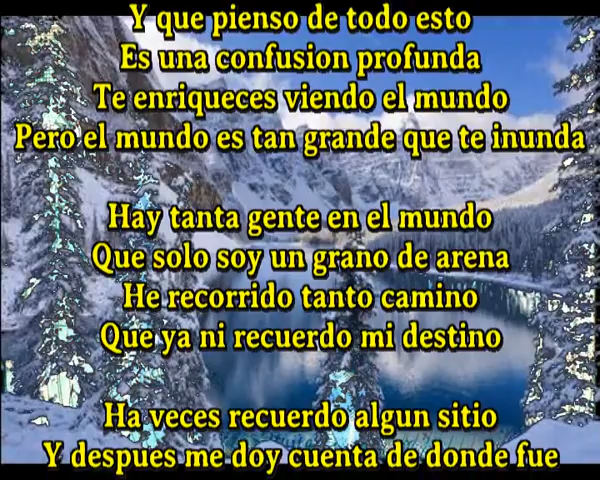 Y que pienso de todo esto
Es una confusion profunda
Te enriqueces viendo el mundo
Pero el mundo es tan grande que te inunda
Hay tanta gente en el mundo
Que solo soy un grano de arena
He recorrido tanto camino
Que ya ni recuerdo mi destino
Ha veces recuerdo algun sitio
Y despues me doy cuenta de donde fue